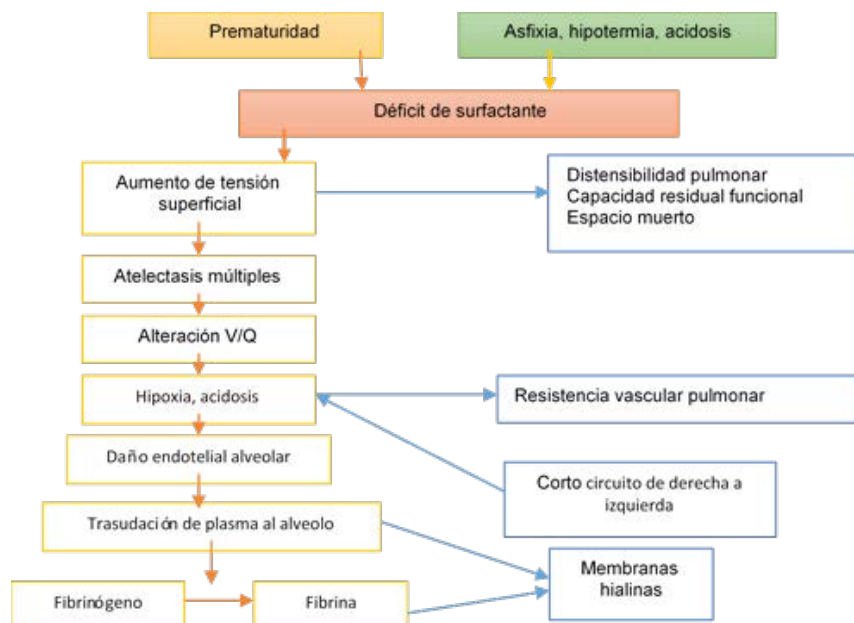 Prematuridad
Asfixia, hipotermia, acidosis
Déficit de surfactante
Aumento de tensión
superficial
Distensibilidad pulmonar
Capacidad residual funcional
Espacio muerto
Atelectasis múltiples
Alteración V/Q
Hipoxia, acidosis
Resistencia vascular pulmonar
Daño endotelial alveolar
Corto circuito de derecha a
izquierda
Trasudación de plasma al alveolo
Membranas
hialinas
Fibrinógeno
Fibrina